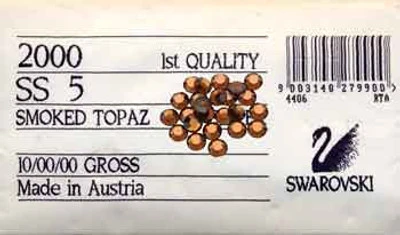 2000 1st QUALITY
SS 5
SMOKED TOPAZ
10/00/00 GROSS
Made in Austria
9 003140 279900 >
4406 RTA
SWAROVSKI